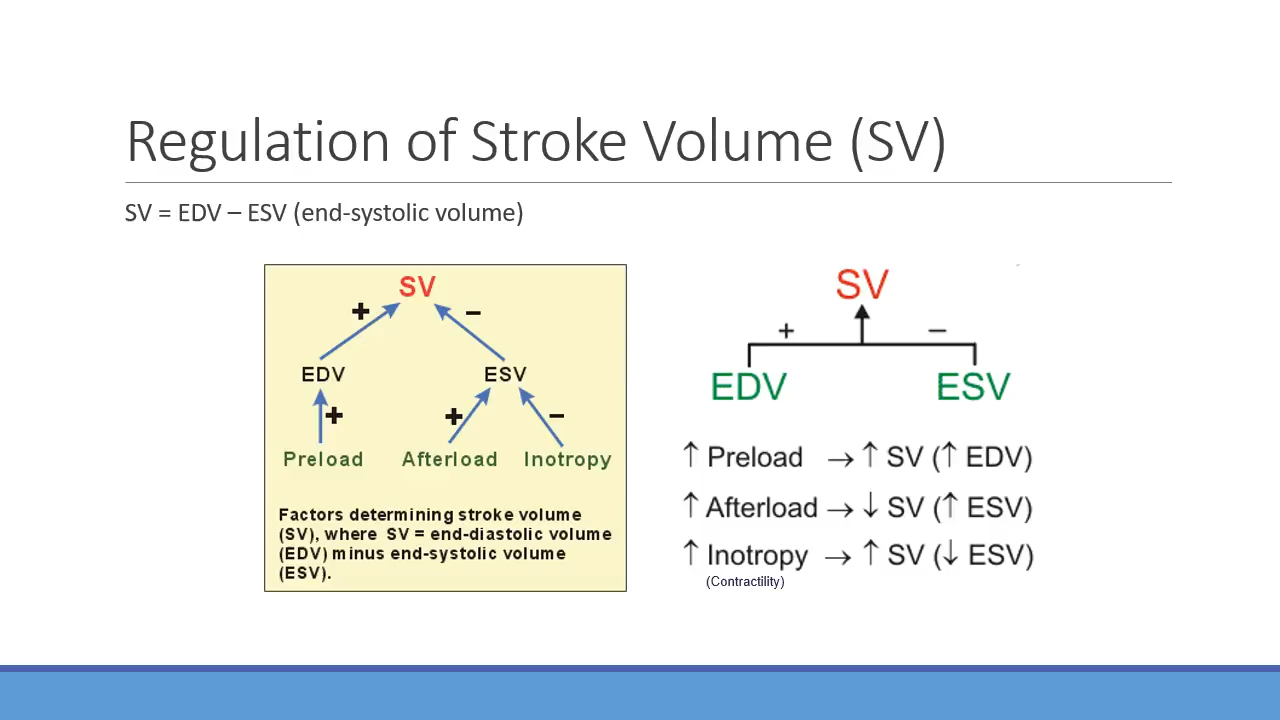 Regulation of Stroke Volume (SV)
SV = EDV – ESV (end-systolic volume)
SV
+ −
EDV ESV
+ + −
Preload Afterload Inotropy
Factors determining stroke volume
(SV), where SV = end-diastolic volume
(EDV) minus end-systolic volume
(ESV).
SV
+ −
EDV ESV
↑ Preload → ↑ SV (↑ EDV)
↑ Afterload → ↓ SV (↑ ESV)
↑ Inotropy → ↑ SV (↓ ESV)
(Contractility)